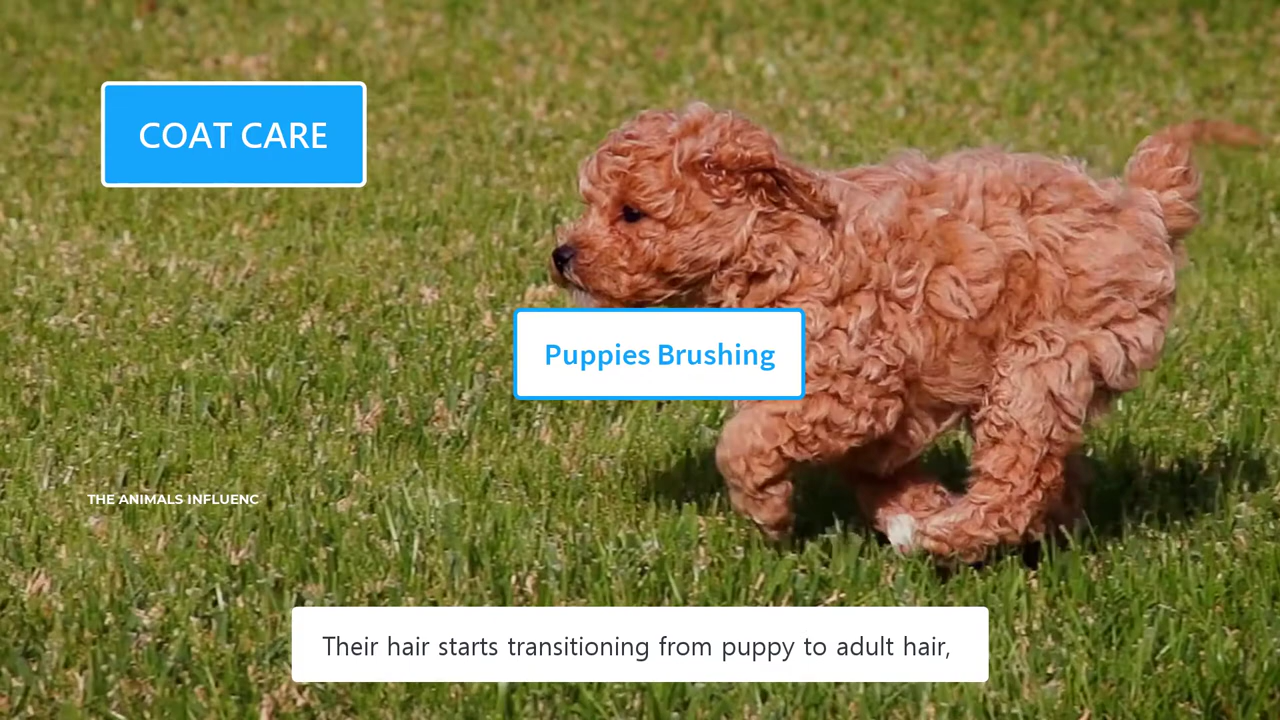 COAT CARE
Puppies Brushing
THE ANIMALS INFLUENC
Their hair starts transitioning from puppy to adult hair,